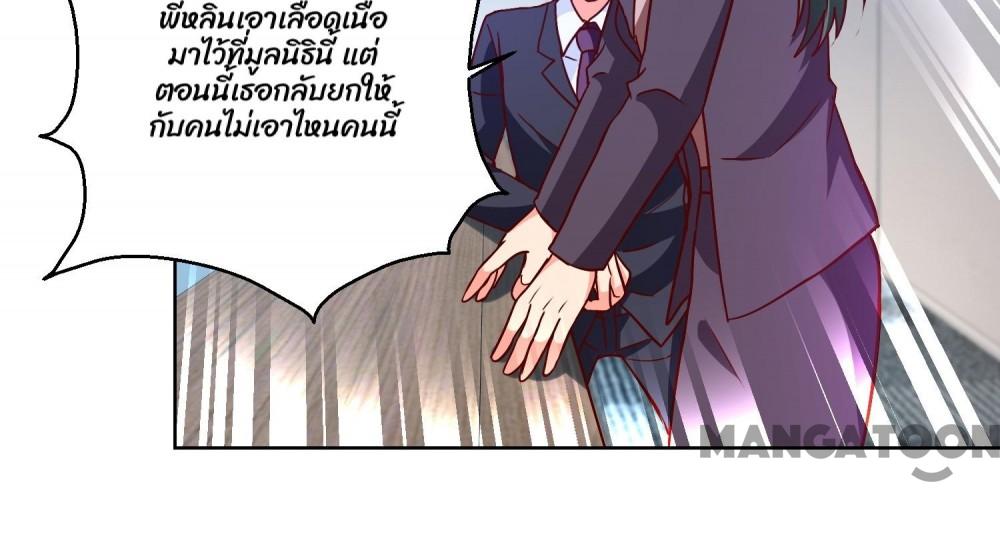 พี่หลินเอาเลือดเนื้อ
มาไว้ที่มูลนิธินี้ แต่
ตอนนี้เธอกลับยกให้
กับคนไม่เอาไหนคนนี้
MANGATOON